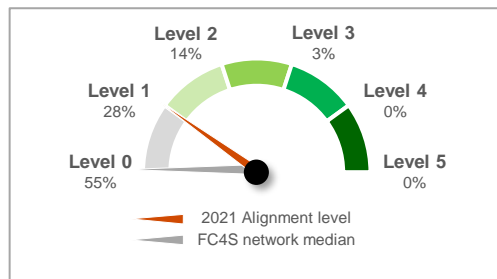 Level 2
14%
Level 3
3%
Level 1
28%
Level 4
0%
Level 0
55%
Level 5
0%
2021 Alignment level
FC4S network median